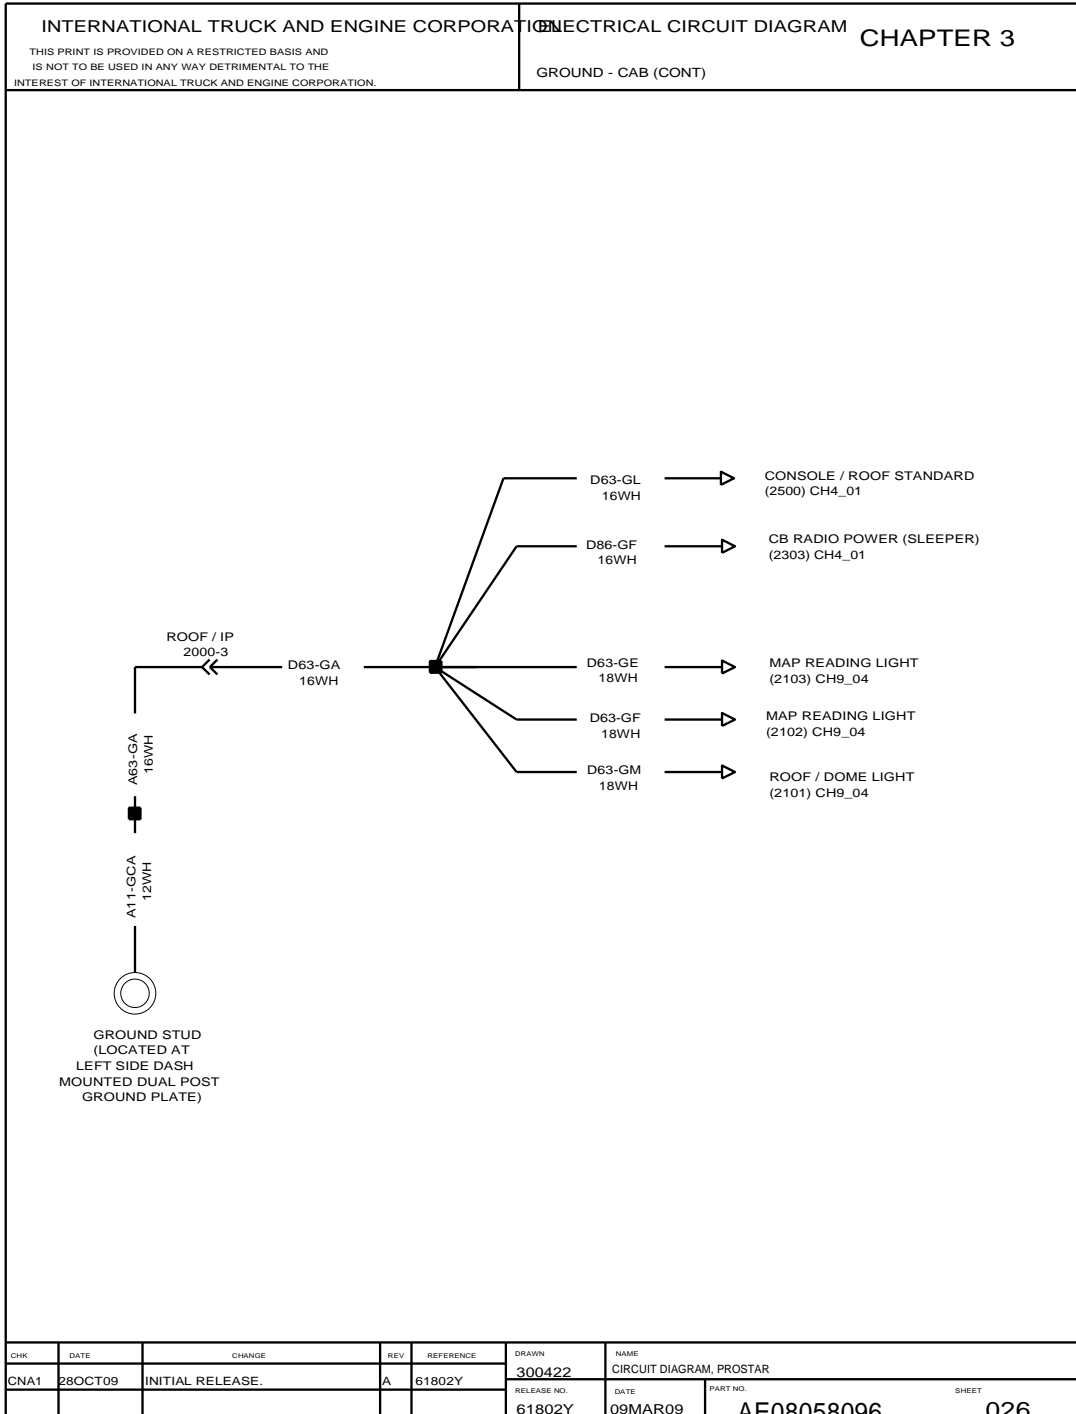 INTERNATIONAL TRUCK AND ENGINE CORPORATION
THIS PRINT IS PROVIDED ON A RESTRICTED BASIS AND
IS NOT TO BE USED IN ANY WAY DETRIMENTAL TO THE
INTEREST OF INTERNATIONAL TRUCK AND ENGINE CORPORATION.
ELECTRICAL CIRCUIT DIAGRAM
CHAPTER 3
GROUND - CAB (CONT)
D63-GL
16WH
CONSOLE / ROOF STANDARD
(2500) CH4_01
D86-GF
16WH
CB RADIO POWER (SLEEPER)
(2303) CH4_01
ROOF / IP
2000-3
D63-GA
16WH
D63-GE
18WH
MAP READING LIGHT
(2103) CH9_04
D63-GF
18WH
MAP READING LIGHT
(2102) CH9_04
D63-GM
18WH
ROOF / DOME LIGHT
(2101) CH9_04
A63-GA
16WH
A11-GCA
12WH
GROUND STUD
(LOCATED AT
LEFT SIDE DASH
MOUNTED DUAL POST
GROUND PLATE)
CHK DATE CHANGE REV REFERENCE
CNA1 28OCT09 INITIAL RELEASE. A 61802Y
DRAWN
300422
NAME
CIRCUIT DIAGRAM, PROSTAR
RELEASE NO.
61802Y
DATE
09MAR09
PART NO.
AE08058096
SHEET
026